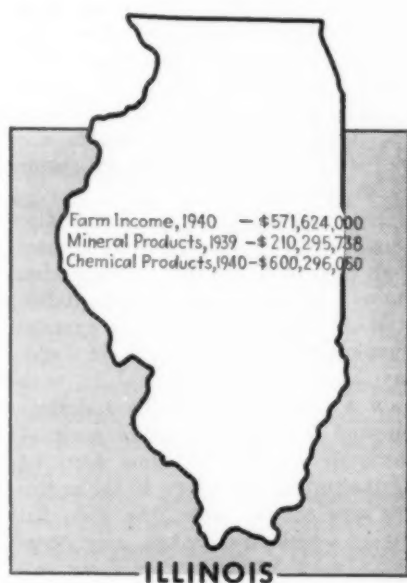 Farm Income, 1940 — $571,624,000
Mineral Products, 1939 -$210,295,738
Chemical Products, 1940-$600,296,050
ILLINOIS